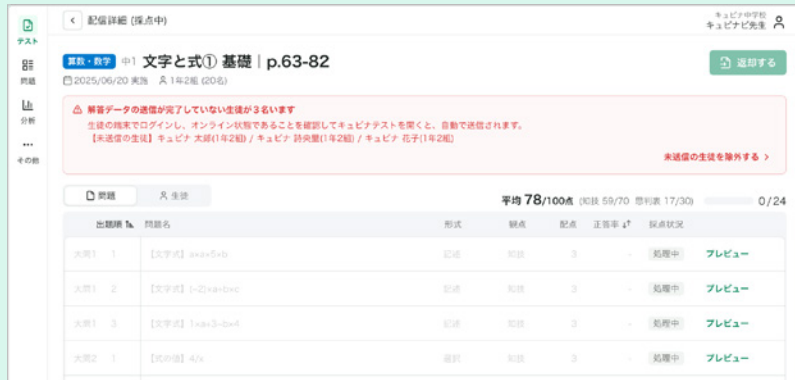 配信詳細 (採点中)
キュビナ中学校
キュビナビ先生
テスト
問題
分析
その他
算数・数学 中1 文字と式① 基礎｜p.63-82
2025/06/20 実施 1年2組 (20名)
返却する
解答データの送信が完了していない生徒が3名います
生徒の端末でログインし、オンライン状態であることを確認してキュビナテストを開くと、自動で送信されます。
【未送信の生徒】キュビナ 太郎(1年2組) / キュビナ 詩央里(1年2組) / キュビナ 花子(1年2組)
未送信の生徒を除外する >
問題 生徒
平均 78/100点 (知技 59/70 思判表 17/30) 0/24
出題順 問題名 形式 観点 配点 正答率 採点状況
大問1 1 【文字式】a×a×5×b 記述 知技 3 - 処理中 プレビュー
大問1 2 【文字式】(-2)×a÷b×c 記述 知技 3 - 処理中 プレビュー
大問1 3 【文字式】1×a×3-b×4 記述 知技 3 - 処理中 プレビュー
大問2 1 【式の値】4/x 選択 知技 3 - 処理中 プレビュー